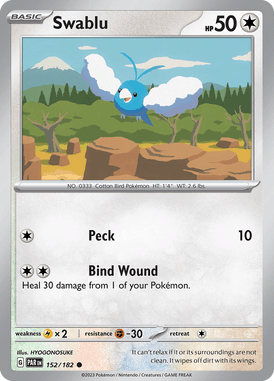 BASIC
Swablu
HP 50
NO. 0333 Cotton Bird Pokémon HT: 1'4" WT: 2.6 lbs.
Peck 10
Bind Wound
Heal 30 damage from 1 of your Pokémon.
weakness ×2 resistance -30 retreat
Illus. HYOGONOSUKE
G PAR EN 152/182
It can't relax if it or its surroundings are not
clean. It wipes off dirt with its wings.
©2023 Pokémon / Nintendo / Creatures / GAME FREAK